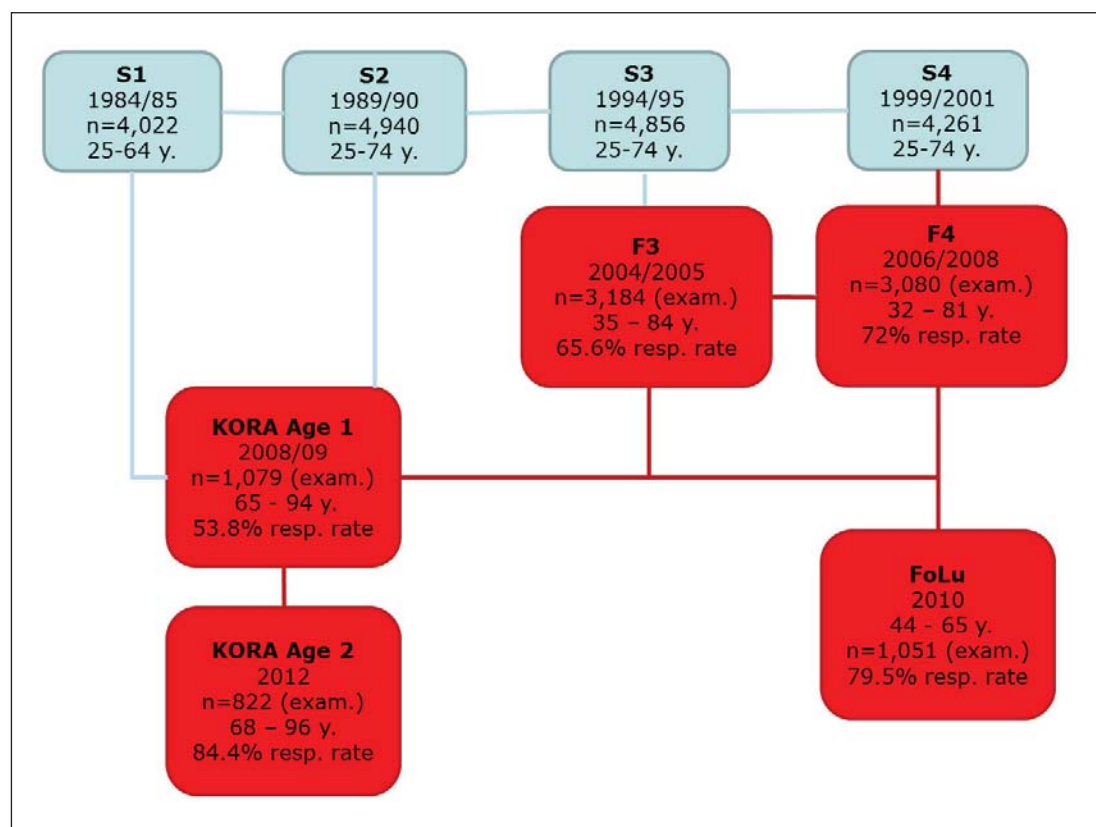 S1
1984/85
n=4,022
25-64 y.
S2
1989/90
n=4,940
25-74 y.
S3
1994/95
n=4,856
25-74 y.
S4
1999/2001
n=4,261
25-74 y.
F3
2004/2005
n=3,184 (exam.)
35 – 84 y.
65.6% resp. rate
F4
2006/2008
n=3,080 (exam.)
32 – 81 y.
72% resp. rate
KORA Age 1
2008/09
n=1,079 (exam.)
65 - 94 y.
53.8% resp. rate
FoLu
2010
44 - 65 y.
n=1,051 (exam.)
79.5% resp. rate
KORA Age 2
2012
n=822 (exam.)
68 – 96 y.
84.4% resp. rate